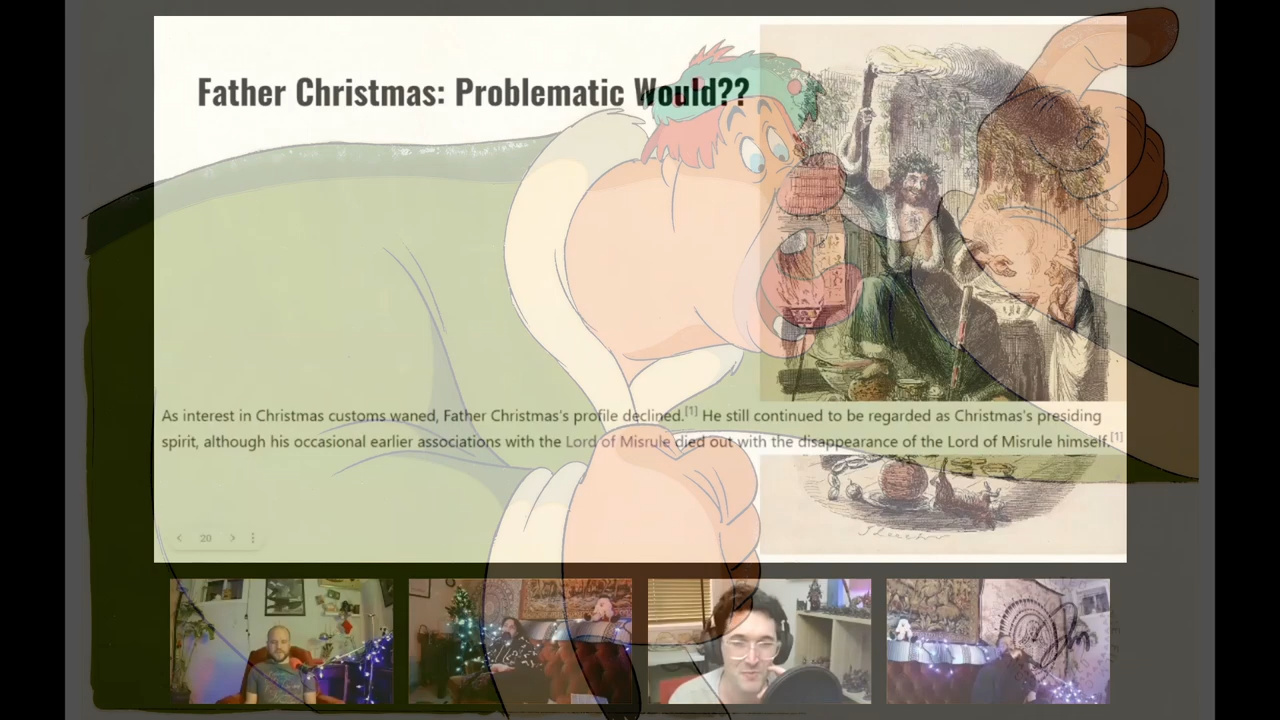 Father Christmas: Problematic Would??
As interest in Christmas customs waned, Father Christmas's profile declined.[1] He still continued to be regarded as Christmas's presiding
spirit, although his occasional earlier associations with the Lord of Misrule died out with the disappearance of the Lord of Misrule himself.[1]
20